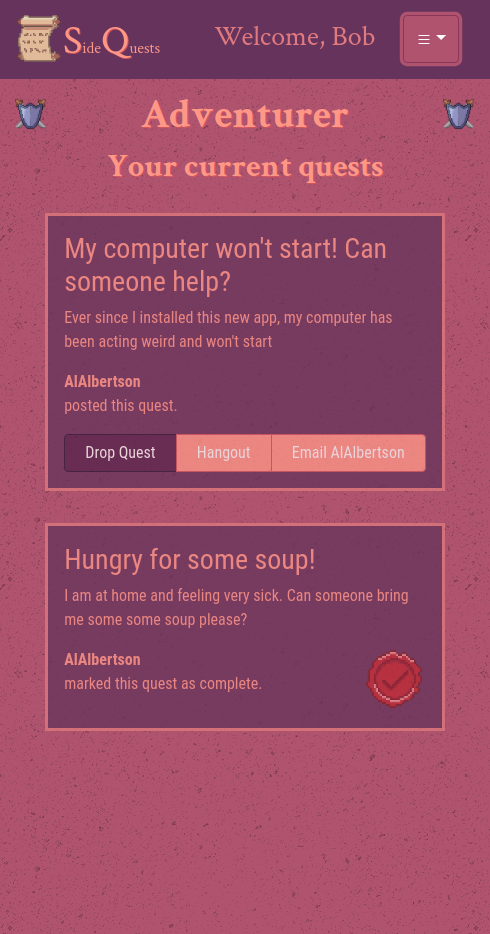 SideQuests
Welcome, Bob
Adventurer
Your current quests
My computer won't start! Can
someone help?
Ever since I installed this new app, my computer has
been acting weird and won't start
AlAlbertson
posted this quest.
Drop Quest
Hangout
Email AlAlbertson
Hungry for some soup!
I am at home and feeling very sick. Can someone bring
me some some soup please?
AlAlbertson
marked this quest as complete.